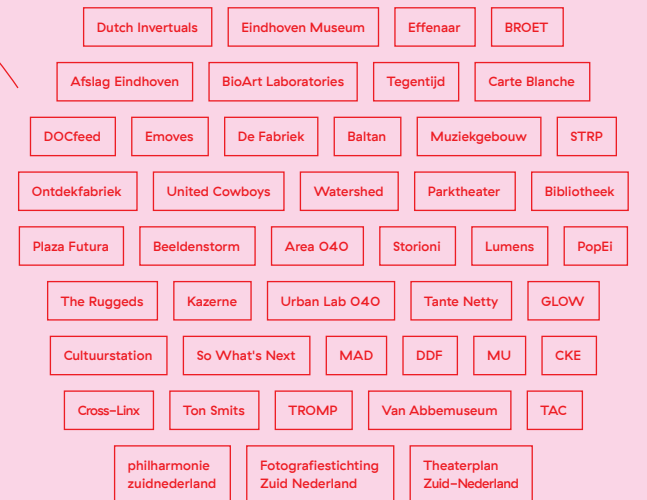 Dutch Invertuals Eindhoven Museum Effenaar BROET
Afslag Eindhoven BioArt Laboratories Tegentijd Carte Blanche
DOCfeed Emoves De Fabriek Baltan Muziekgebouw STRP
Ontdekfabriek United Cowboys Watershed Parktheater Bibliotheek
Plaza Futura Beeldenstorm Area 040 Storioni Lumens PopEi
The Ruggeds Kazerne Urban Lab 040 Tante Netty GLOW
Cultuurstation So What's Next MAD DDF MU CKE
Cross-Linx Ton Smits TROMP Van Abbemuseum TAC
philharmonie
zuidnederland
Fotografiestichting
Zuid Nederland
Theaterplan
Zuid-Nederland